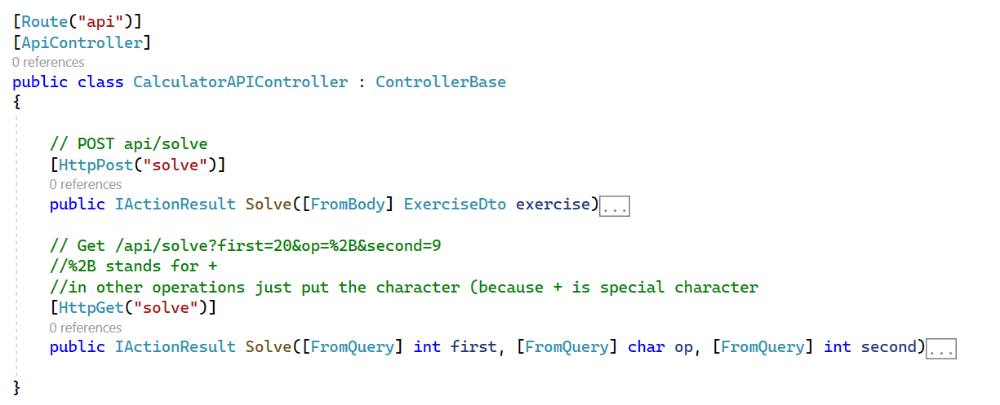 [Route("api")]
[ApiController]
0 references
public class CalculatorAPIController : ControllerBase
{
// POST api/solve
[HttpPost("solve")]
0 references
public IActionResult Solve([FromBody] ExerciseDto exercise)...
// Get /api/solve?first=20&op=%2B&second=9
//%2B stands for +
//in other operations just put the character (because + is special character
[HttpGet("solve")]
0 references
public IActionResult Solve([FromQuery] int first, [FromQuery] char op, [FromQuery] int second)...
}